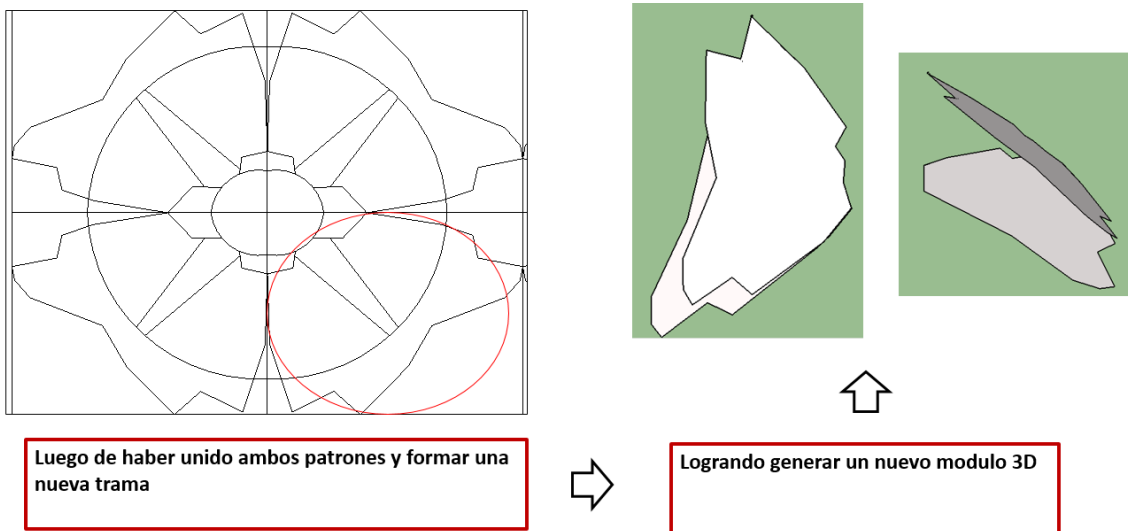 Luego de haber unido ambos patrones y formar una
nueva trama
Logrando generar un nuevo modulo 3D